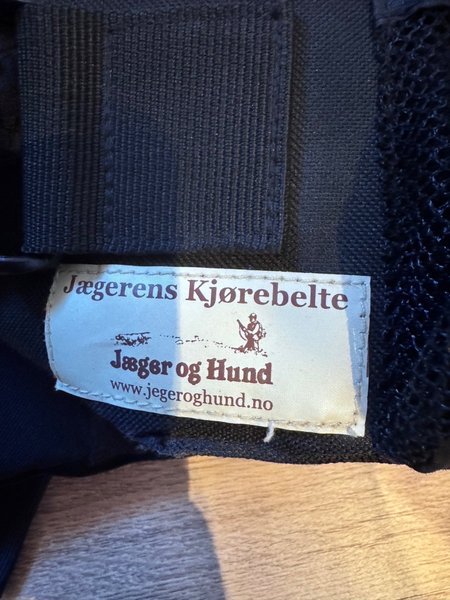 Jægerens Kjørebelte
Jæger og Hund
www.jegeroghund.no